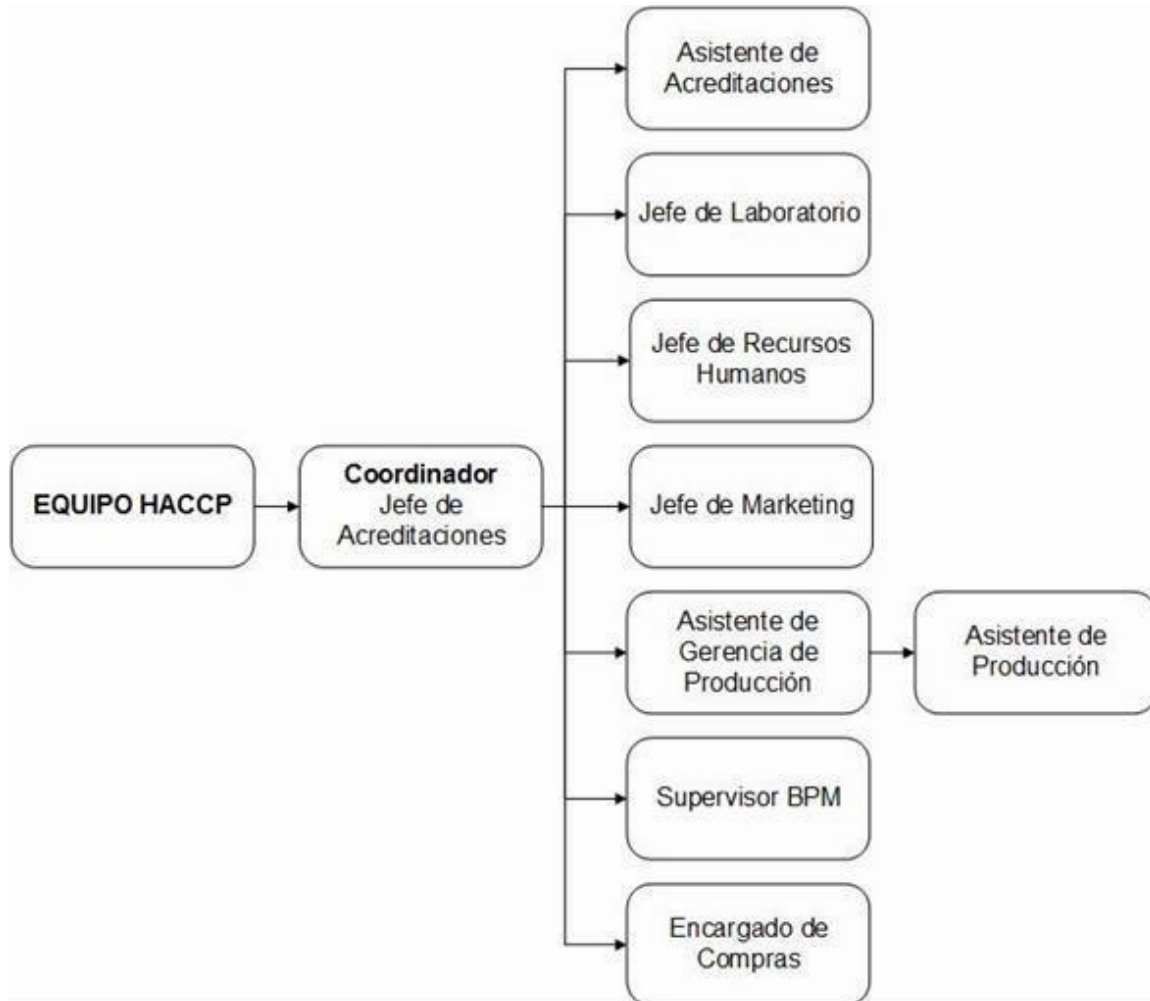 Asistente de
Acreditaciones
Jefe de Laboratorio
Jefe de Recursos
Humanos
EQUIPO HACCP
Coordinador
Jefe de
Acreditaciones
Jefe de Marketing
Asistente de
Gerencia de
Producción
Asistente de
Producción
Supervisor BPM
Encargado de
Compras